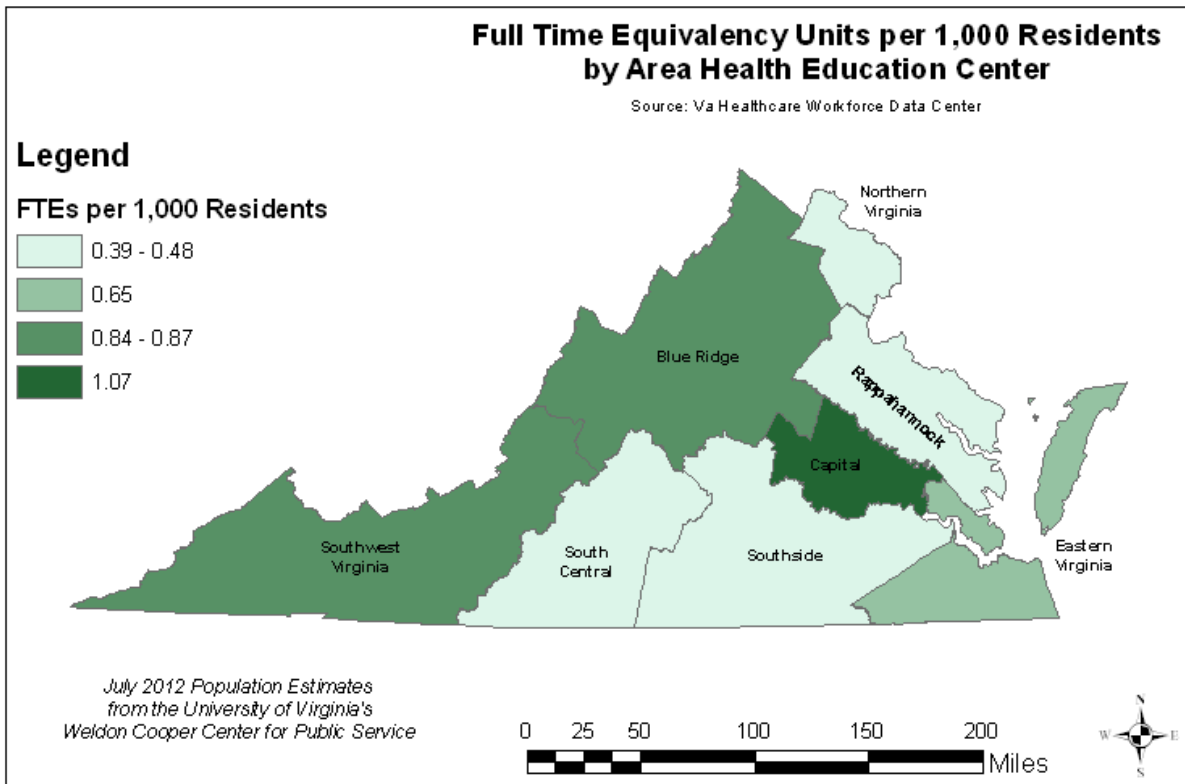 Full Time Equivalency Units per 1,000 Residents
by Area Health Education Center
Source: Va Healthcare Workforce Data Center
Legend
FTEs per 1,000 Residents
0.39 - 0.48
0.65
0.84 - 0.87
1.07
Northern
Virginia
Blue Ridge
Rappahannock
Capital
Southwest
Virginia
South
Central
Southside
Eastern
Virginia
July 2012 Population Estimates
from the University of Virginia's
Weldon Cooper Center for Public Service
0 25 50 100 150 200
Miles
N
W E
S